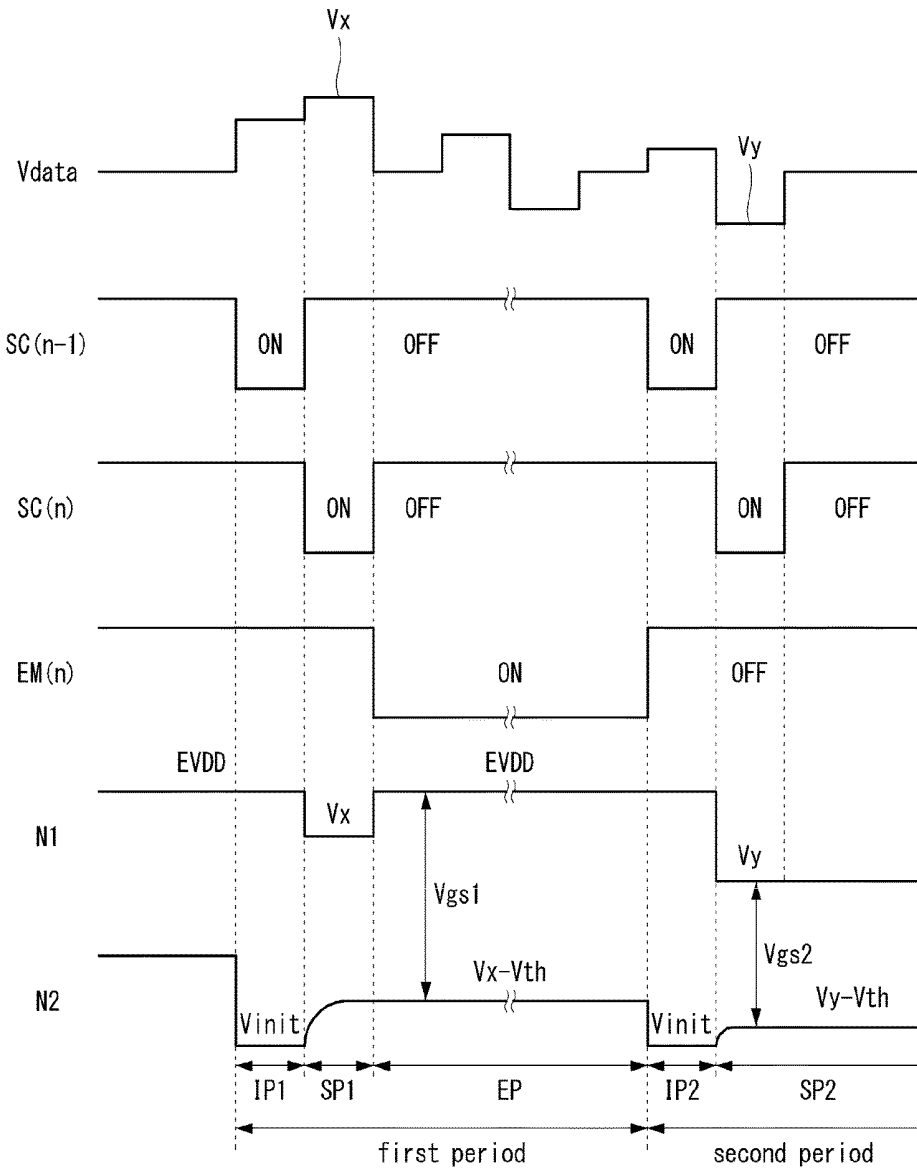 Vx
Vdata
Vy
SC(n-1) ON OFF ON OFF
SC(n) ON OFF ON OFF
EM(n) ON OFF
EVDD EVDD
N1 Vx Vy
Vgs1
Vgs2
N2 Vx-Vth Vy-Vth
Vinit Vinit
IP1 SP1 EP IP2 SP2
first period second period